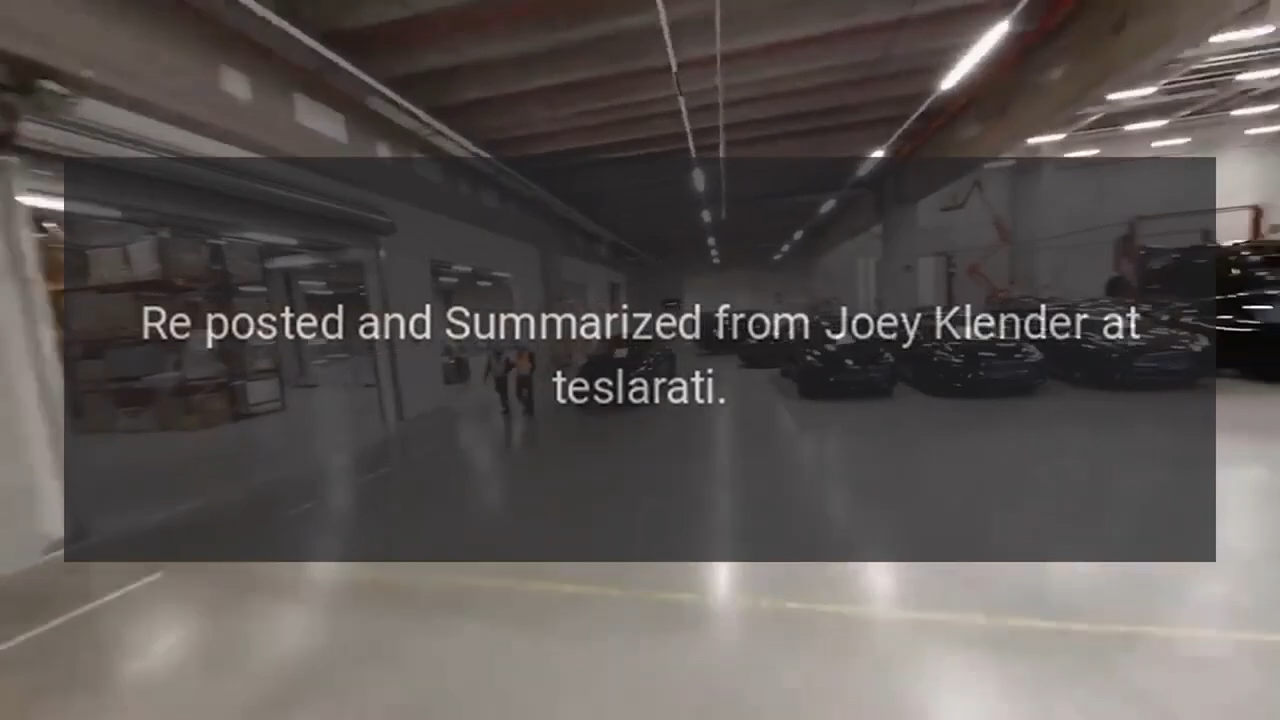 Re posted and Summarized from Joey Klender at
teslarati.